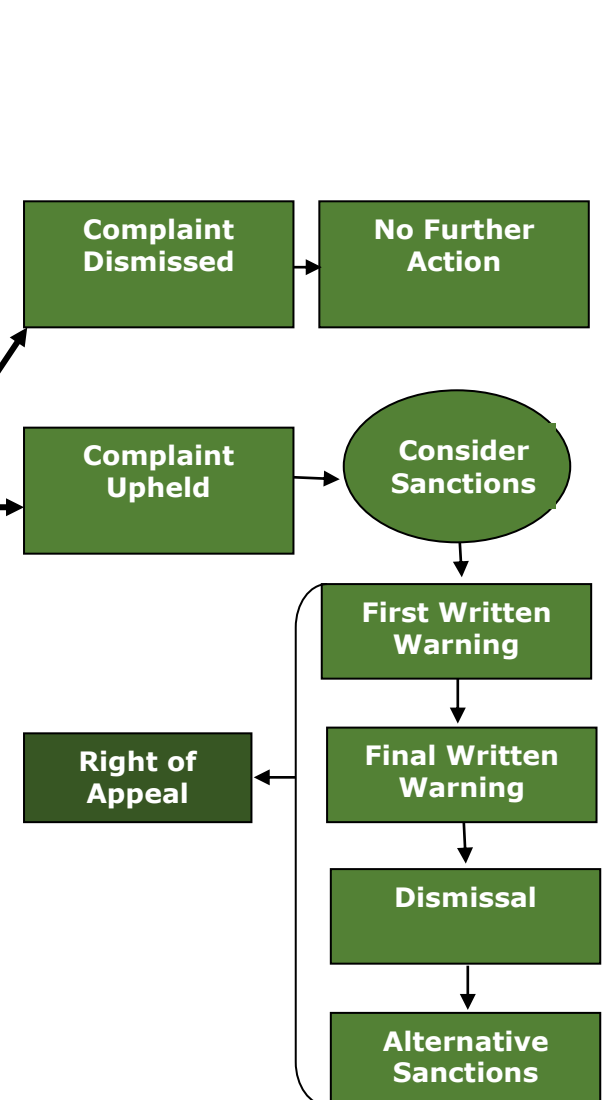 Complaint
Dismissed
No Further
Action
Complaint
Upheld
Consider
Sanctions
First Written
Warning
Right of
Appeal
Final Written
Warning
Dismissal
Alternative
Sanctions